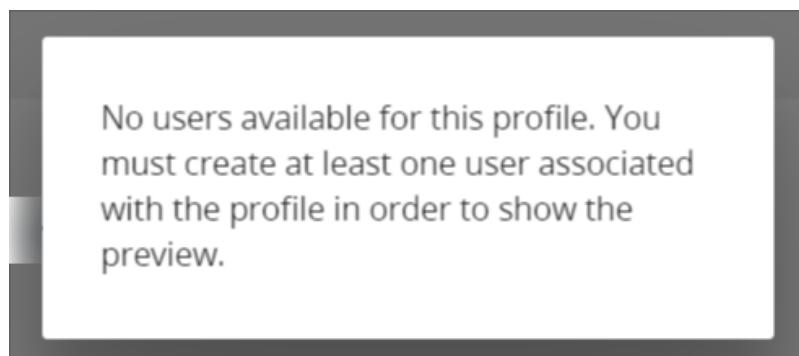 No users available for this profile. You
must create at least one user associated
with the profile in order to show the
preview.